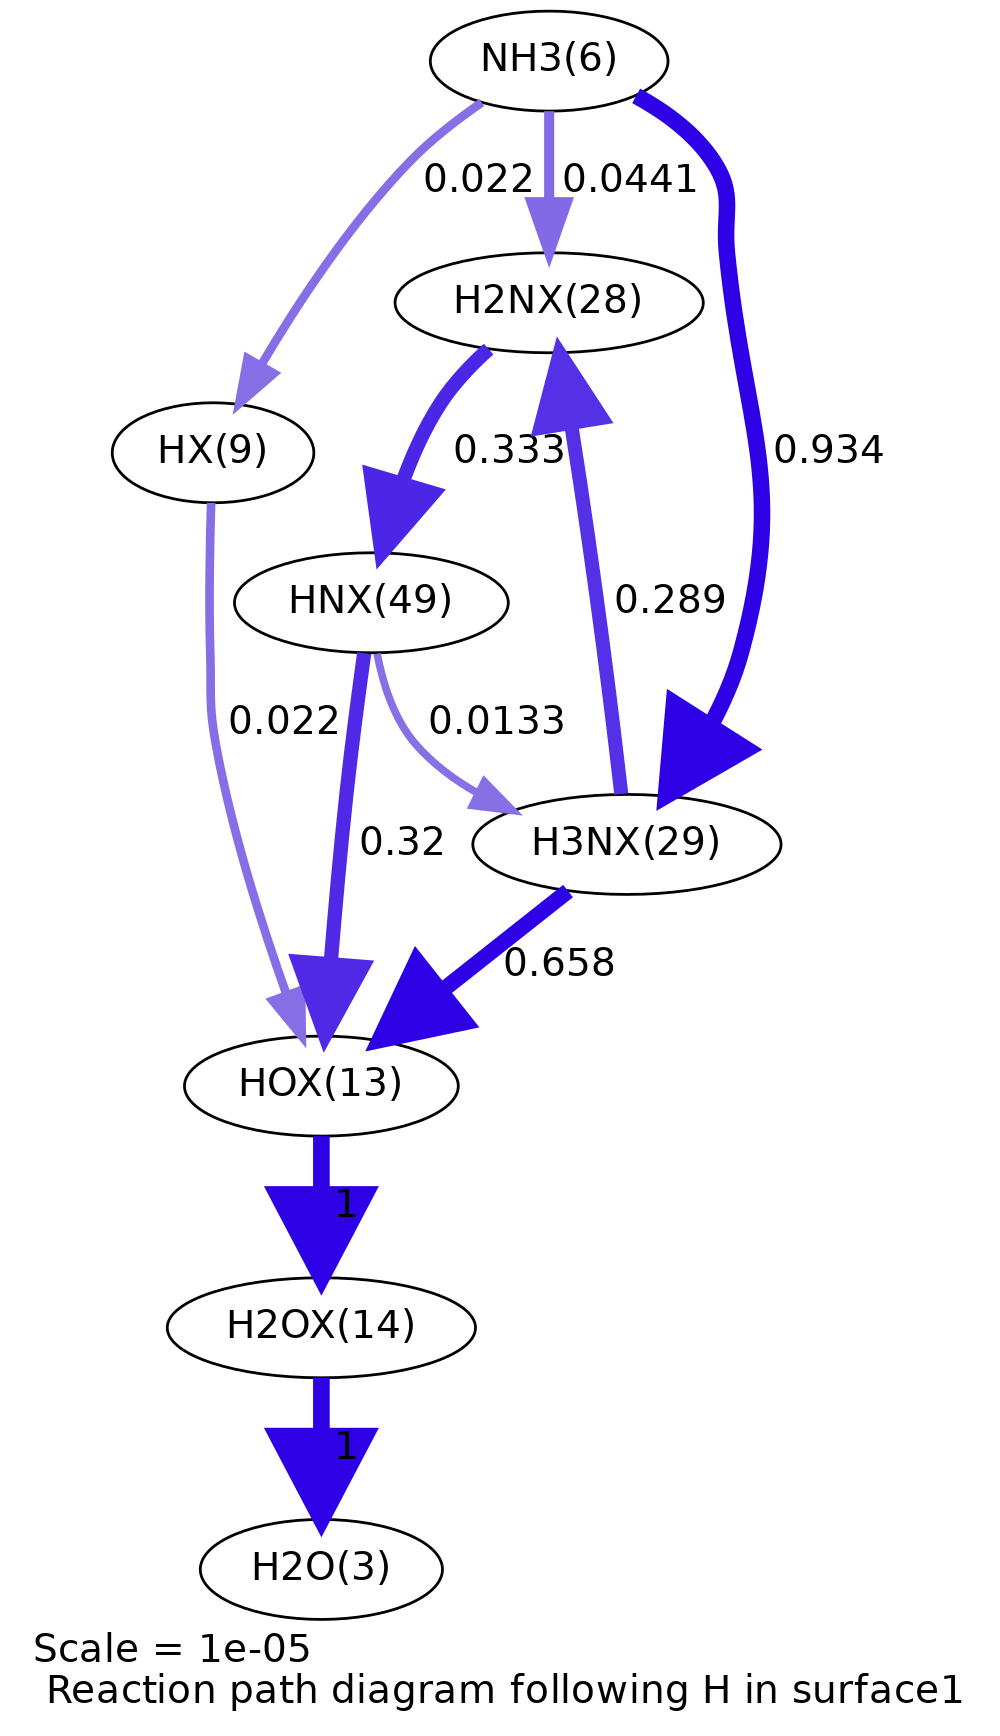 NH3(6)
0.022
0.0441
H2NX(28)
HX(9)
0.333
0.934
HNX(49)
0.289
0.022
0.0133
0.32
H3NX(29)
0.658
HOX(13)
1
H2OX(14)
1
H2O(3)
Scale = 1e-05
Reaction path diagram following H in surface1